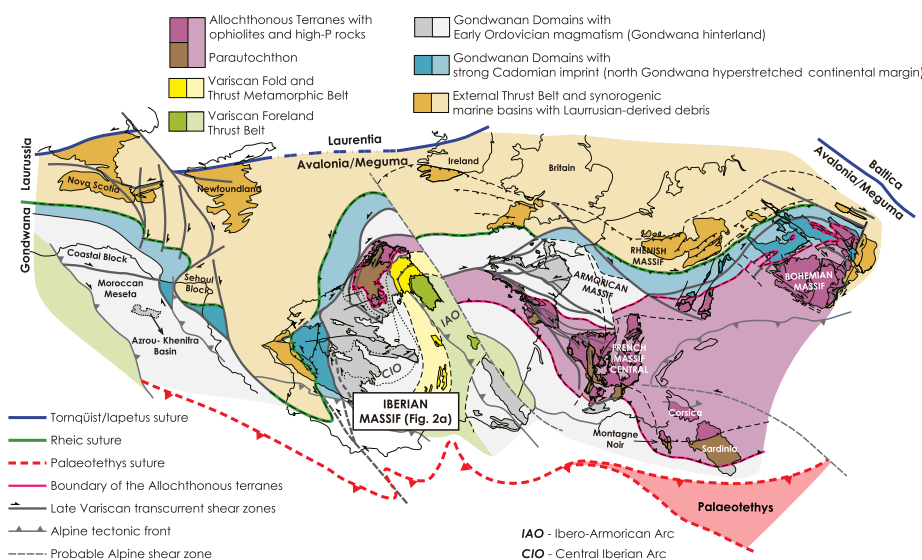 Allochthonous Terranes with
ophiolites and high-P rocks
Parautochthon
Variscan Fold and
Thrust Metamorphic Belt
Variscan Foreland
Thrust Belt
Gondwanan Domains with
Early Ordovician magmatism (Gondwana hinterland)
Gondwanan Domains with
strong Cadomian imprint (north Gondwana hyperstretched continental margin)
External Thrust Belt and synorogenic
marine basins with Laurrusian-derived debris
Laurussia
Gondwana
Laurentia
Avalonia/Meguma
Baltica
Avalonia/Meguma
Nova Scotia
Newfoundland
Ireland
Britain
Coastal Block
Moroccan
Meseta
Sehoul
Block
Azrou- Khenifra
Basin
RHENISH
MASSIF
BOHEMIAN
MASSIF
ARMORICAN
MASSIF
FRENCH
MASSIF
CENTRAL
IAO
CIO
IBERIAN
MASSIF (Fig. 2a)
Montagne
Noir
Corsica
Sardinia
Palaeotethys
Tornqüist/Iapetus suture
Rheic suture
Palaeotethys suture
Boundary of the Allochthonous terranes
Late Variscan transcurrent shear zones
Alpine tectonic front
Probable Alpine shear zone
IAO - Ibero-Armorican Arc
CIO - Central Iberian Arc